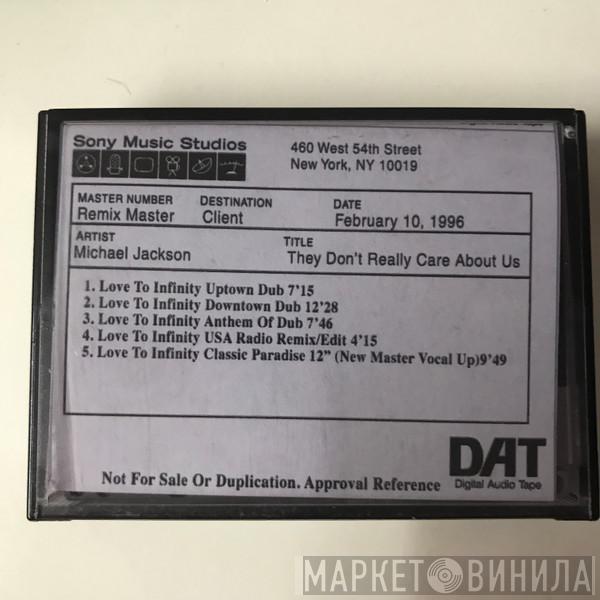 Sony Music Studios
460 West 54th Street
New York, NY 10019
MASTER NUMBER
Remix Master
DESTINATION
Client
DATE
February 10, 1996
ARTIST
Michael Jackson
TITLE
They Don't Really Care About Us
1. Love To Infinity Uptown Dub 7'15
2. Love To Infinity Downtown Dub 12'28
3. Love To Infinity Anthem Of Dub 7'46
4. Love To Infinity USA Radio Remix/Edit 4'15
5. Love To Infinity Classic Paradise 12" (New Master Vocal Up)9'49
Not For Sale Or Duplication. Approval Reference
DAT
Digital Audio Tape
МАРКЕТ ВИНИЛА